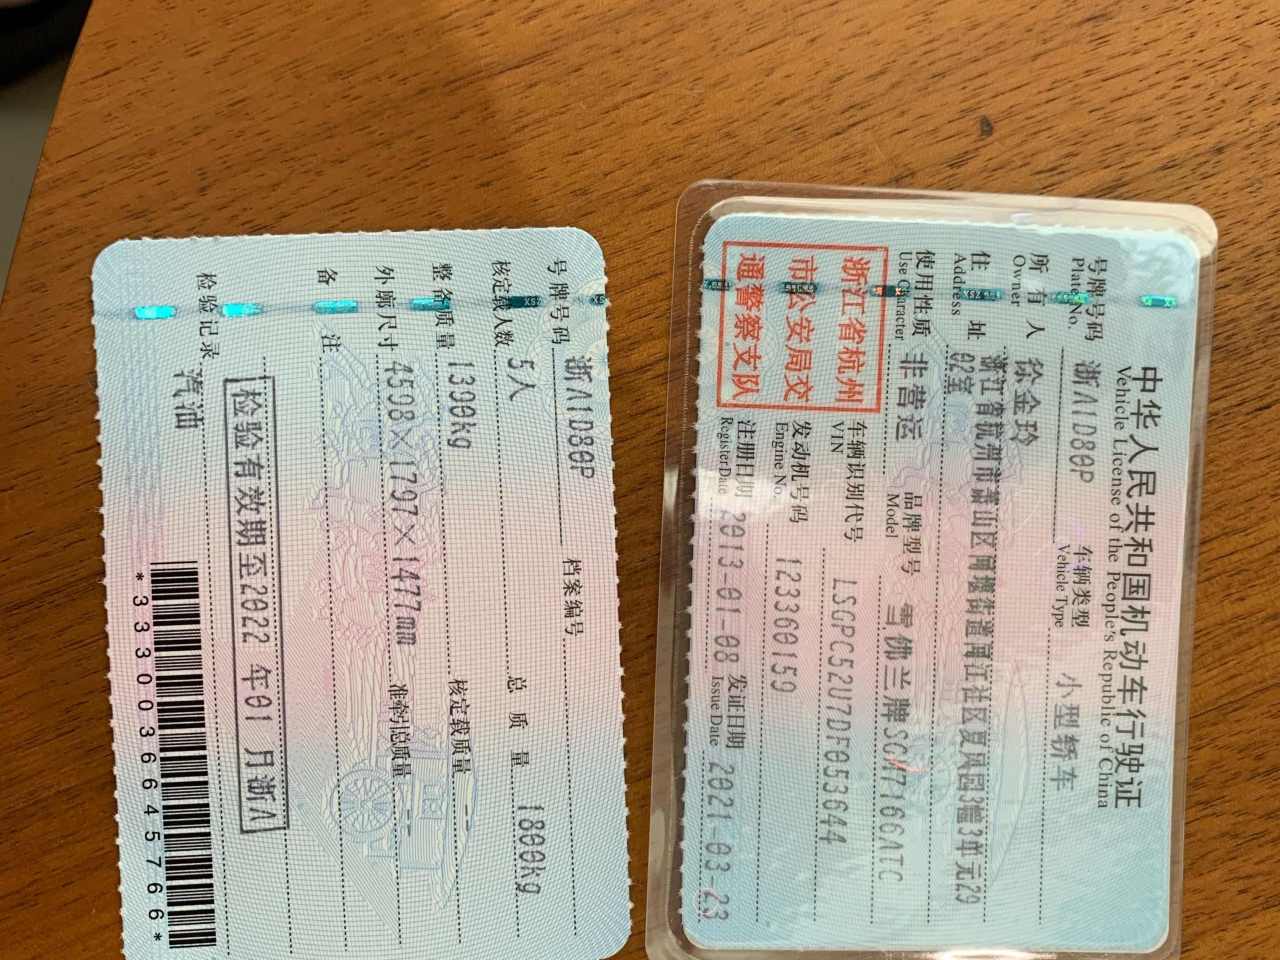 中华人民共和国机动车行驶证
Vehicle License of the People's Republic of China
号牌号码 浙A1D80P 车辆类型 小型轿车
Plate No. Vehicle Type
所有人 徐金玲
Owner
住址 浙江省杭州市萧山区闻堰街道闻江社区夏风园3幢3单元29
Address 02室
使用性质 非营运 品牌型号 雪佛兰牌SGM7166ATC
Use Character Model
浙江省杭州
市公安局交
通警察支队
车辆识别代号 LSGPC52U7DF053644
VIN
发动机号码 123360159
Engine No.
注册日期 2013-01-08 发证日期 2021-03-23
Register Date Issue Date
号牌号码 浙A1D80P 档案编号
核定载人数 5人 总质量 1800kg
整备质量 1390kg 核定载质量
外廓尺寸 4598×1797×1477mm 准牵引总质量 --
备注
检验有效期至2022 年01 月浙A
检验记录 汽油
*3330036645766*